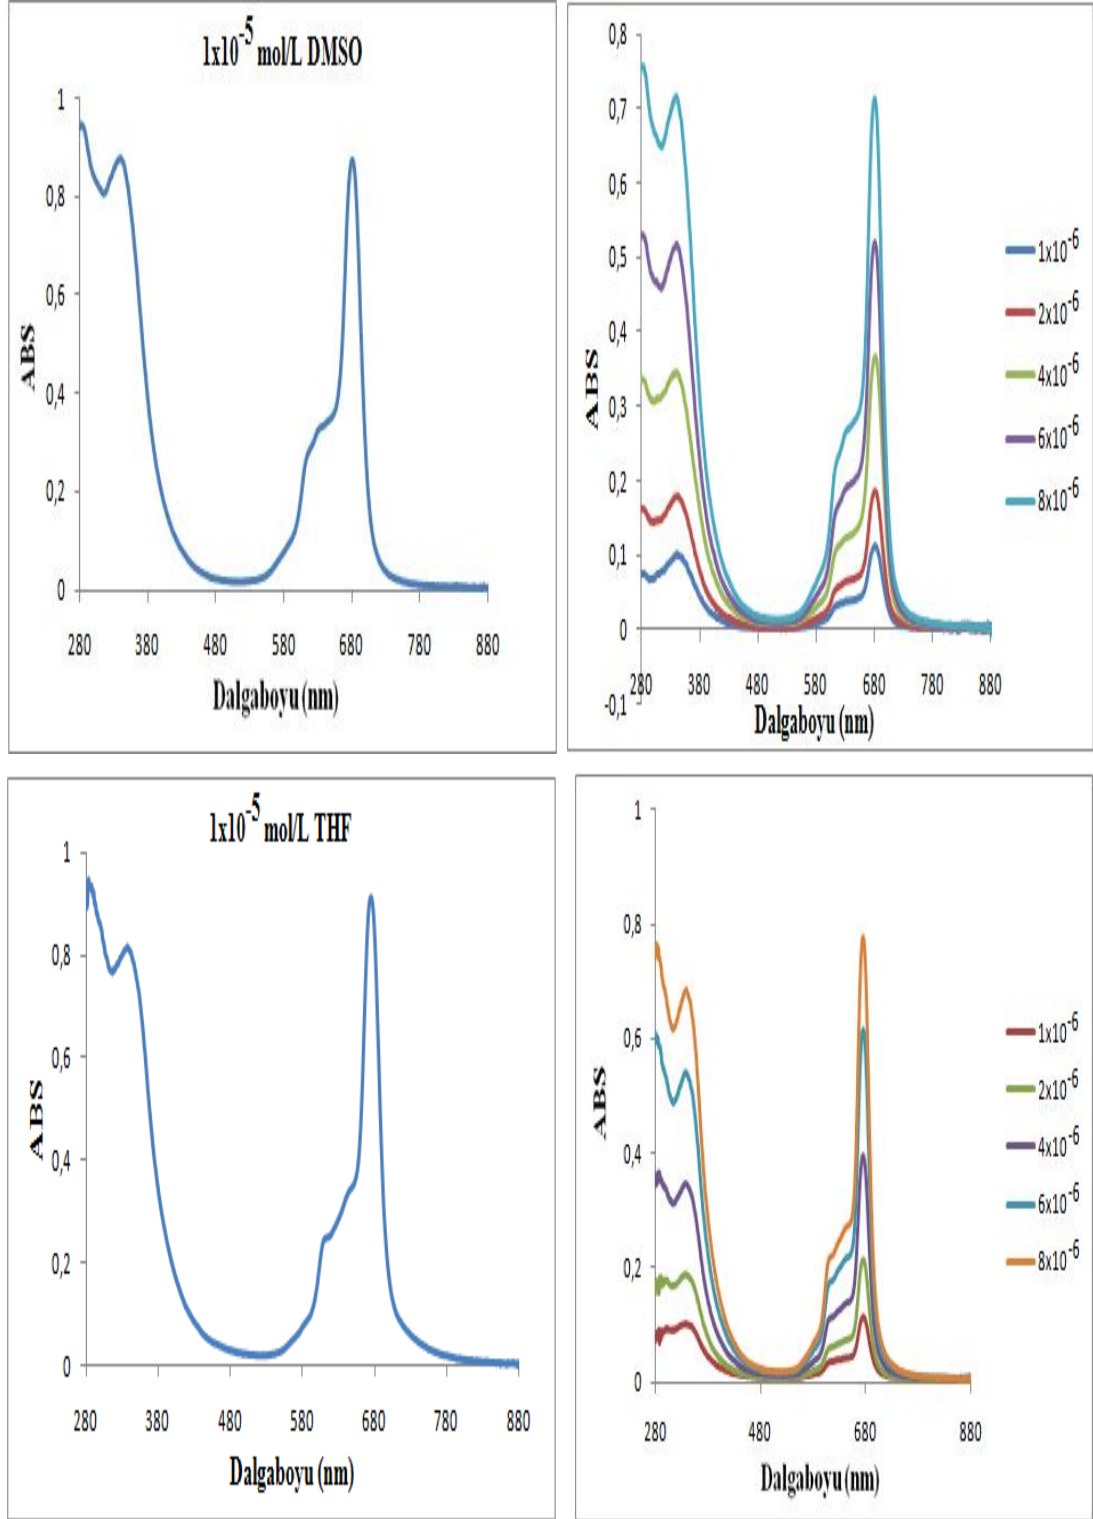 1x10-5 mol/L DMSO
ABS
1
0,8
0,6
0,4
0,2
0
280 380 480 580 680 780 880
Dalgaboyu (nm)
ABS
0,8
0,7
0,6
0,5
0,4
0,3
0,2
0,1
0
-0,1
280 380 480 580 680 780 880
Dalgaboyu (nm)
1x10-6
2x10-6
4x10-6
6x10-6
8x10-6
1x10-5 mol/L THF
ABS
1
0,8
0,6
0,4
0,2
0
280 380 480 580 680 780 880
Dalgaboyu (nm)
ABS
1
0,8
0,6
0,4
0,2
0
280 480 680 880
Dalgaboyu (nm)
1x10-6
2x10-6
4x10-6
6x10-6
8x10-6